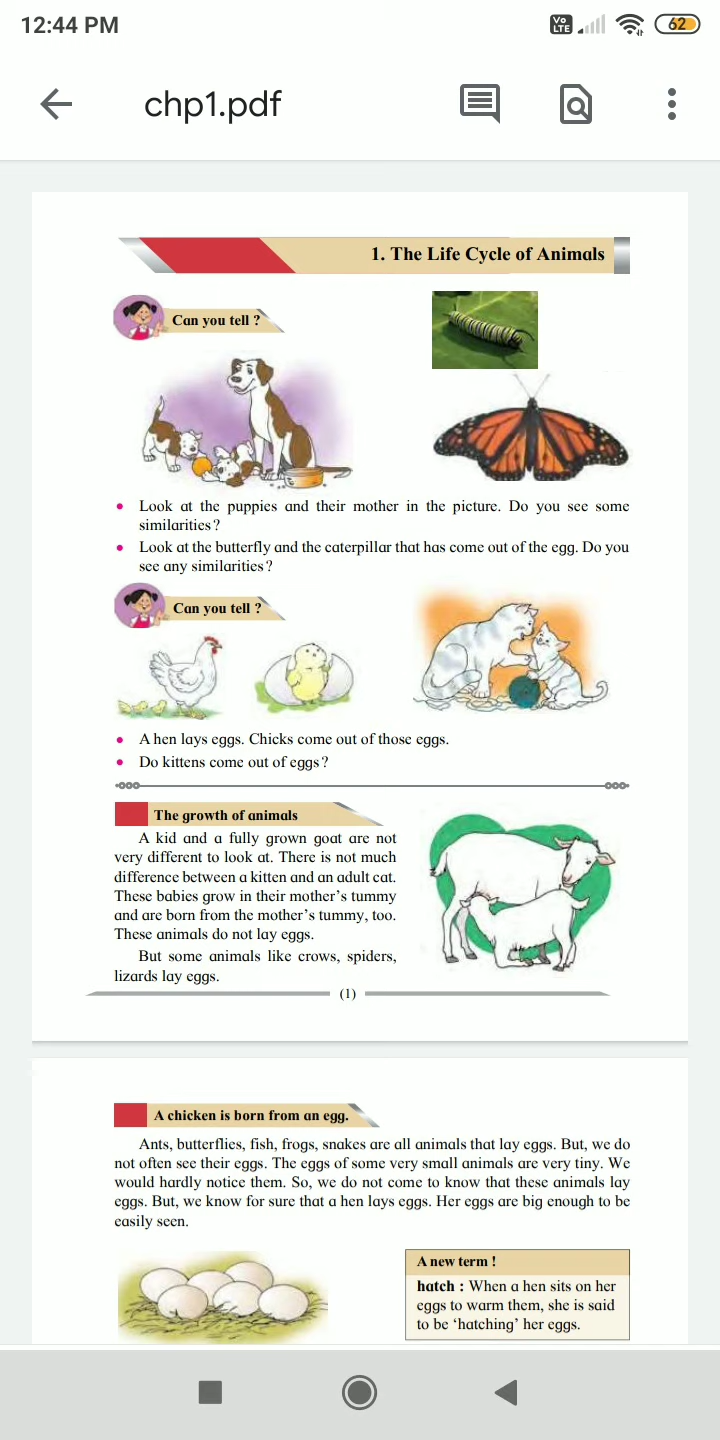 12:44 PM
Vo
LTE
62
chp1.pdf
1. The Life Cycle of Animals
Can you tell ?
• Look at the puppies and their mother in the picture. Do you see some
similarities?
• Look at the butterfly and the caterpillar that has come out of the egg. Do you
see any similarities?
Can you tell ?
• A hen lays eggs. Chicks come out of those eggs.
• Do kittens come out of eggs?
The growth of animals
A kid and a fully grown goat are not
very different to look at. There is not much
difference between a kitten and an adult cat.
These babies grow in their mother's tummy
and are born from the mother's tummy, too.
These animals do not lay eggs.
But some animals like crows, spiders,
lizards lay eggs.
(1)
A chicken is born from an egg.
Ants, butterflies, fish, frogs, snakes are all animals that lay eggs. But, we do
not often see their eggs. The eggs of some very small animals are very tiny. We
would hardly notice them. So, we do not come to know that these animals lay
eggs. But, we know for sure that a hen lays eggs. Her eggs are big enough to be
easily seen.
A new term !
hatch : When a hen sits on her
eggs to warm them, she is said
to be 'hatching' her eggs.